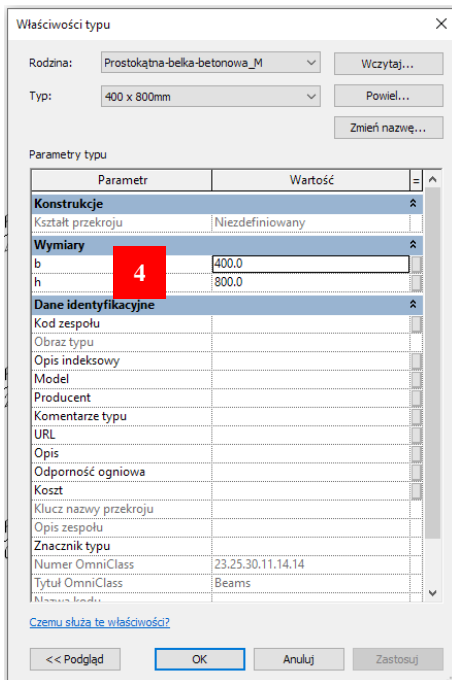 Właściwości typu
Rodzina: Prostokątna-belka-betonowa_M Wczytaj...
Typ: 400 x 800mm Powiel...
Zmień nazwę...
Parametry typu
Parametr Wartość =
Konstrukcje
Kształt przekroju Niezdefiniowany
Wymiary
b 400.0
4
h 800.0
Dane identyfikacyjne
Kod zespołu
Obraz typu
Opis indeksowy
Model
Producent
Komentarze typu
URL
Opis
Odporność ogniowa
Koszt
Klucz nazwy przekroju
Opis zespołu
Znacznik typu
Numer OmniClass 23.25.30.11.14.14
Tytuł OmniClass Beams
Nazwa kodu
Czemu służą te właściwości?
<< Podgląd OK Anuluj Zastosuj